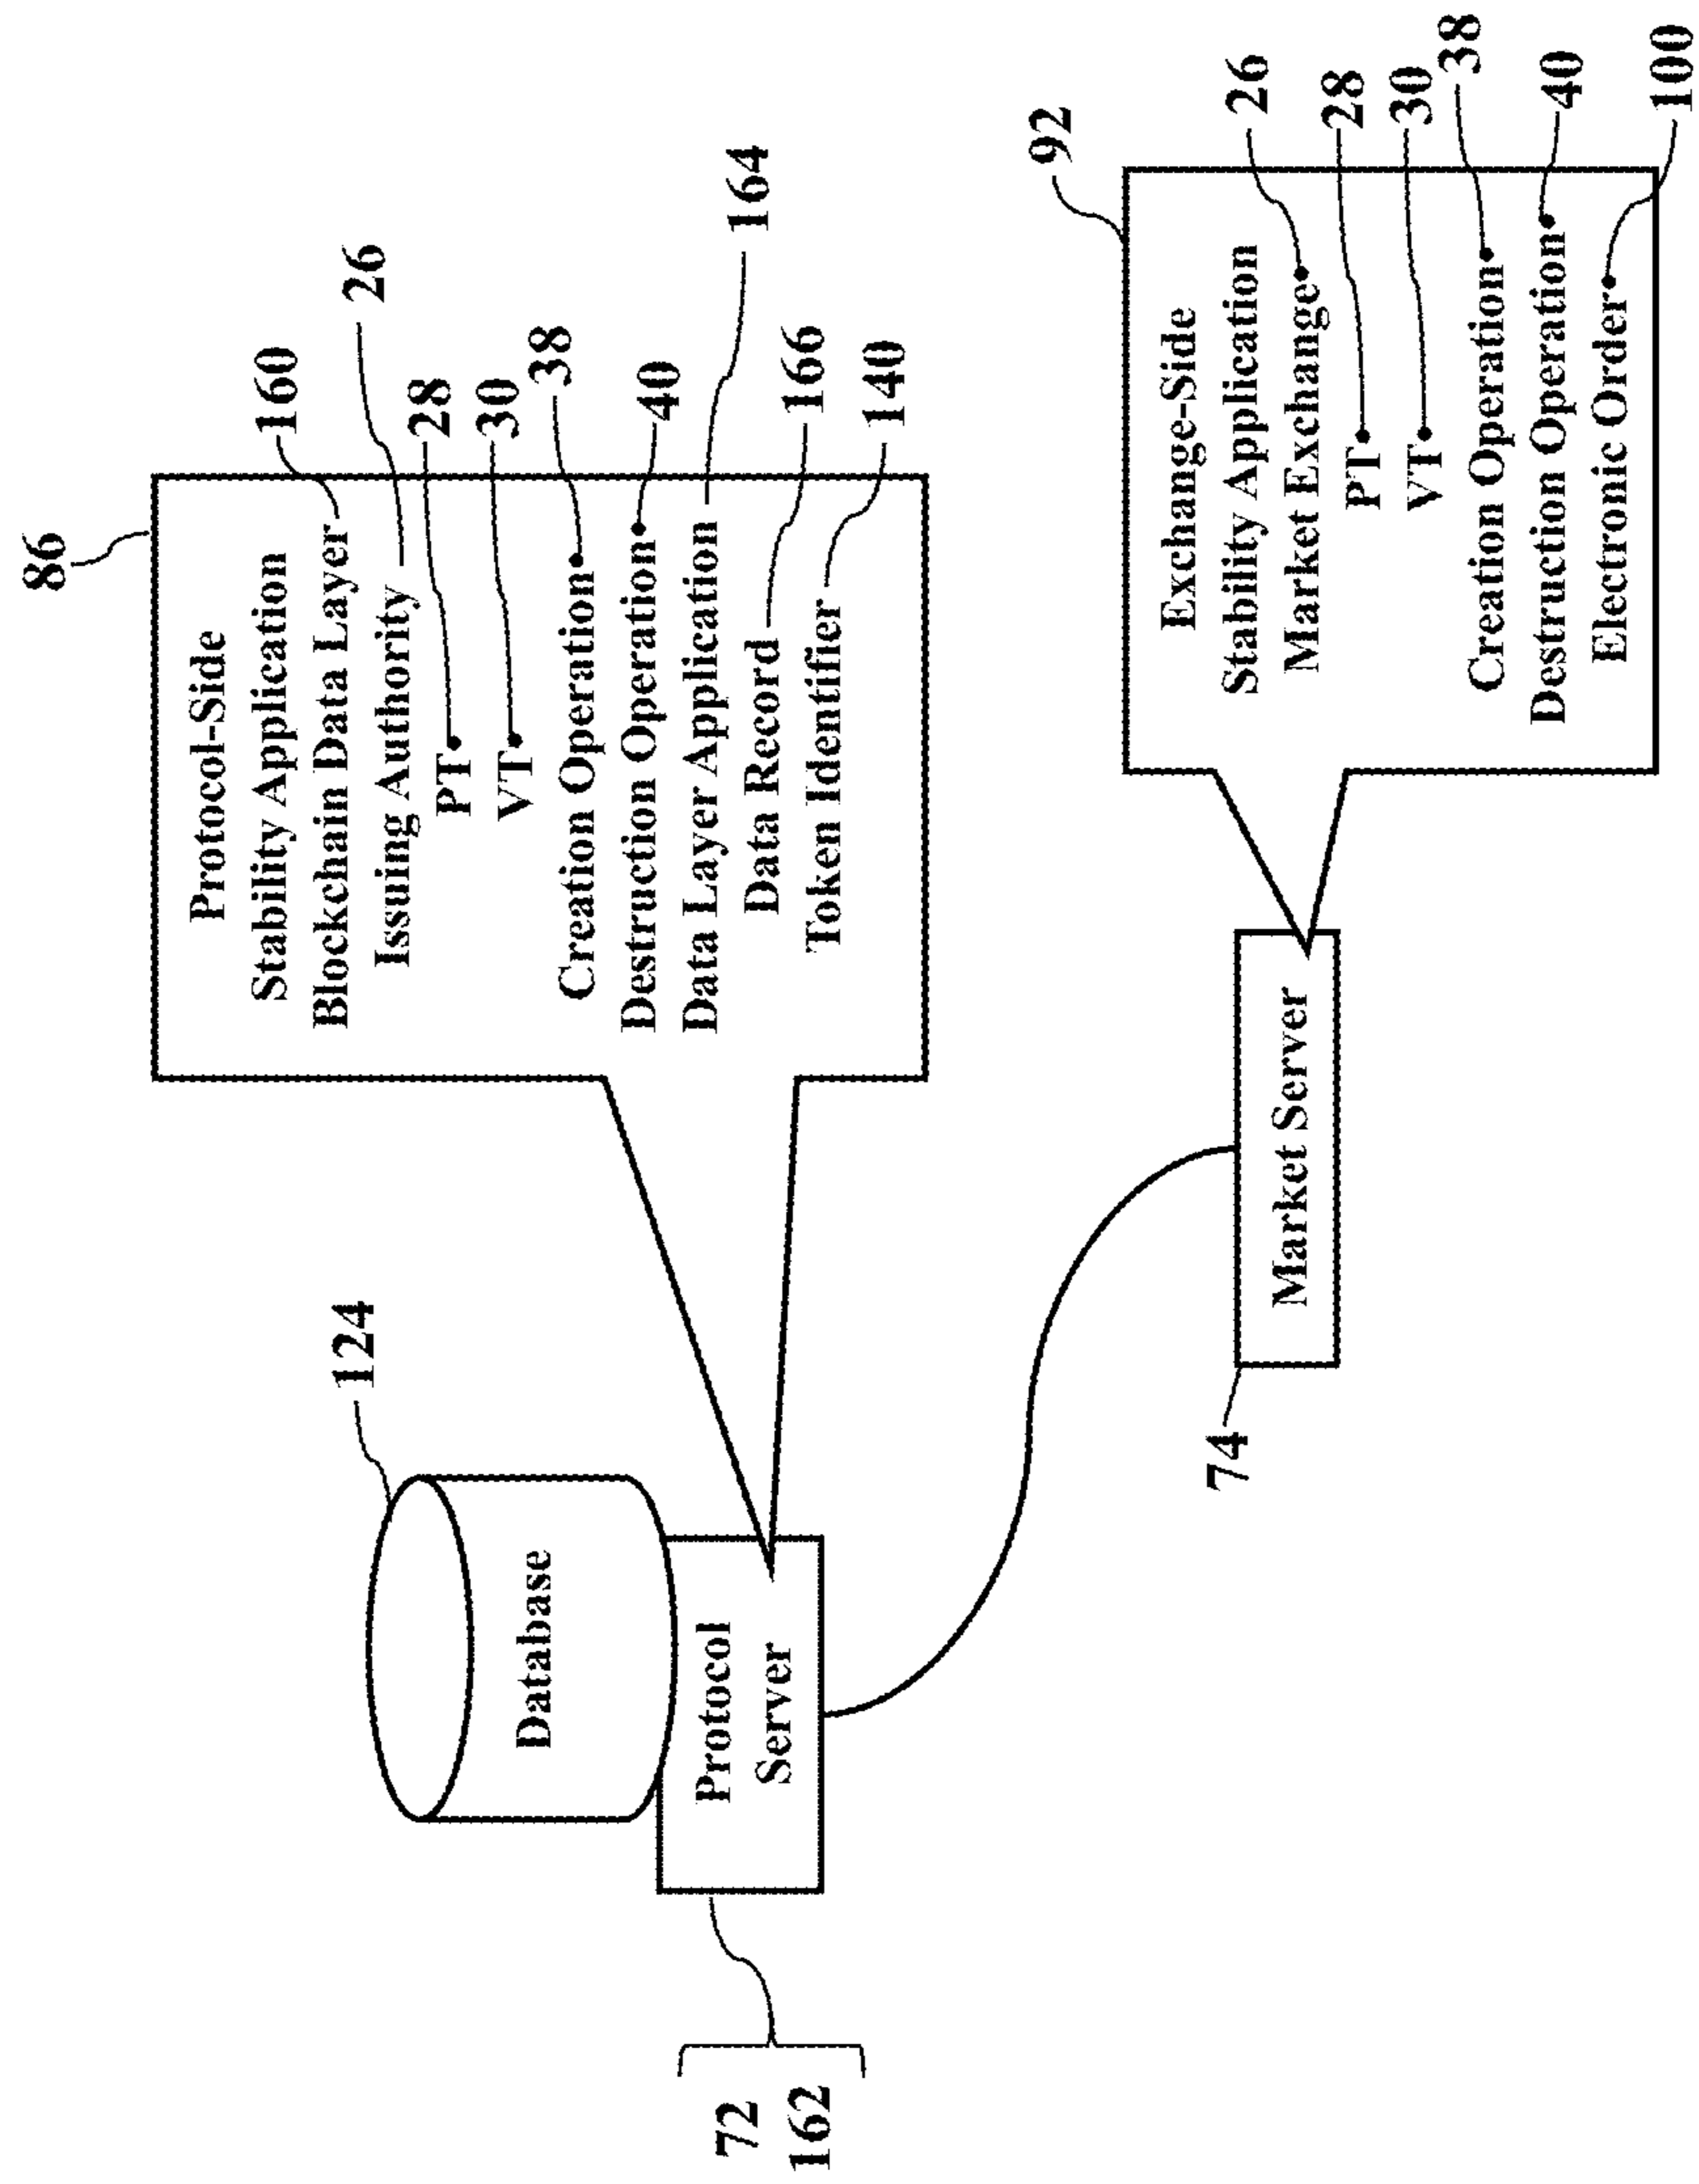 86
Protocol-Side
Stability Application
Blockchain Data Layer
160
Issuing Authority
26
PT
28
VT
30
Creation Operation
38
Destruction Operation
40
Data Layer Application
164
Data Record
166
Token Identifier
140
124
Database
Protocol
Server
72
162
92
Exchange-Side
Stability Application
Market Exchange
26
PT
28
VT
30
Creation Operation
38
Destruction Operation
40
Electronic Order
100
Market Server
74